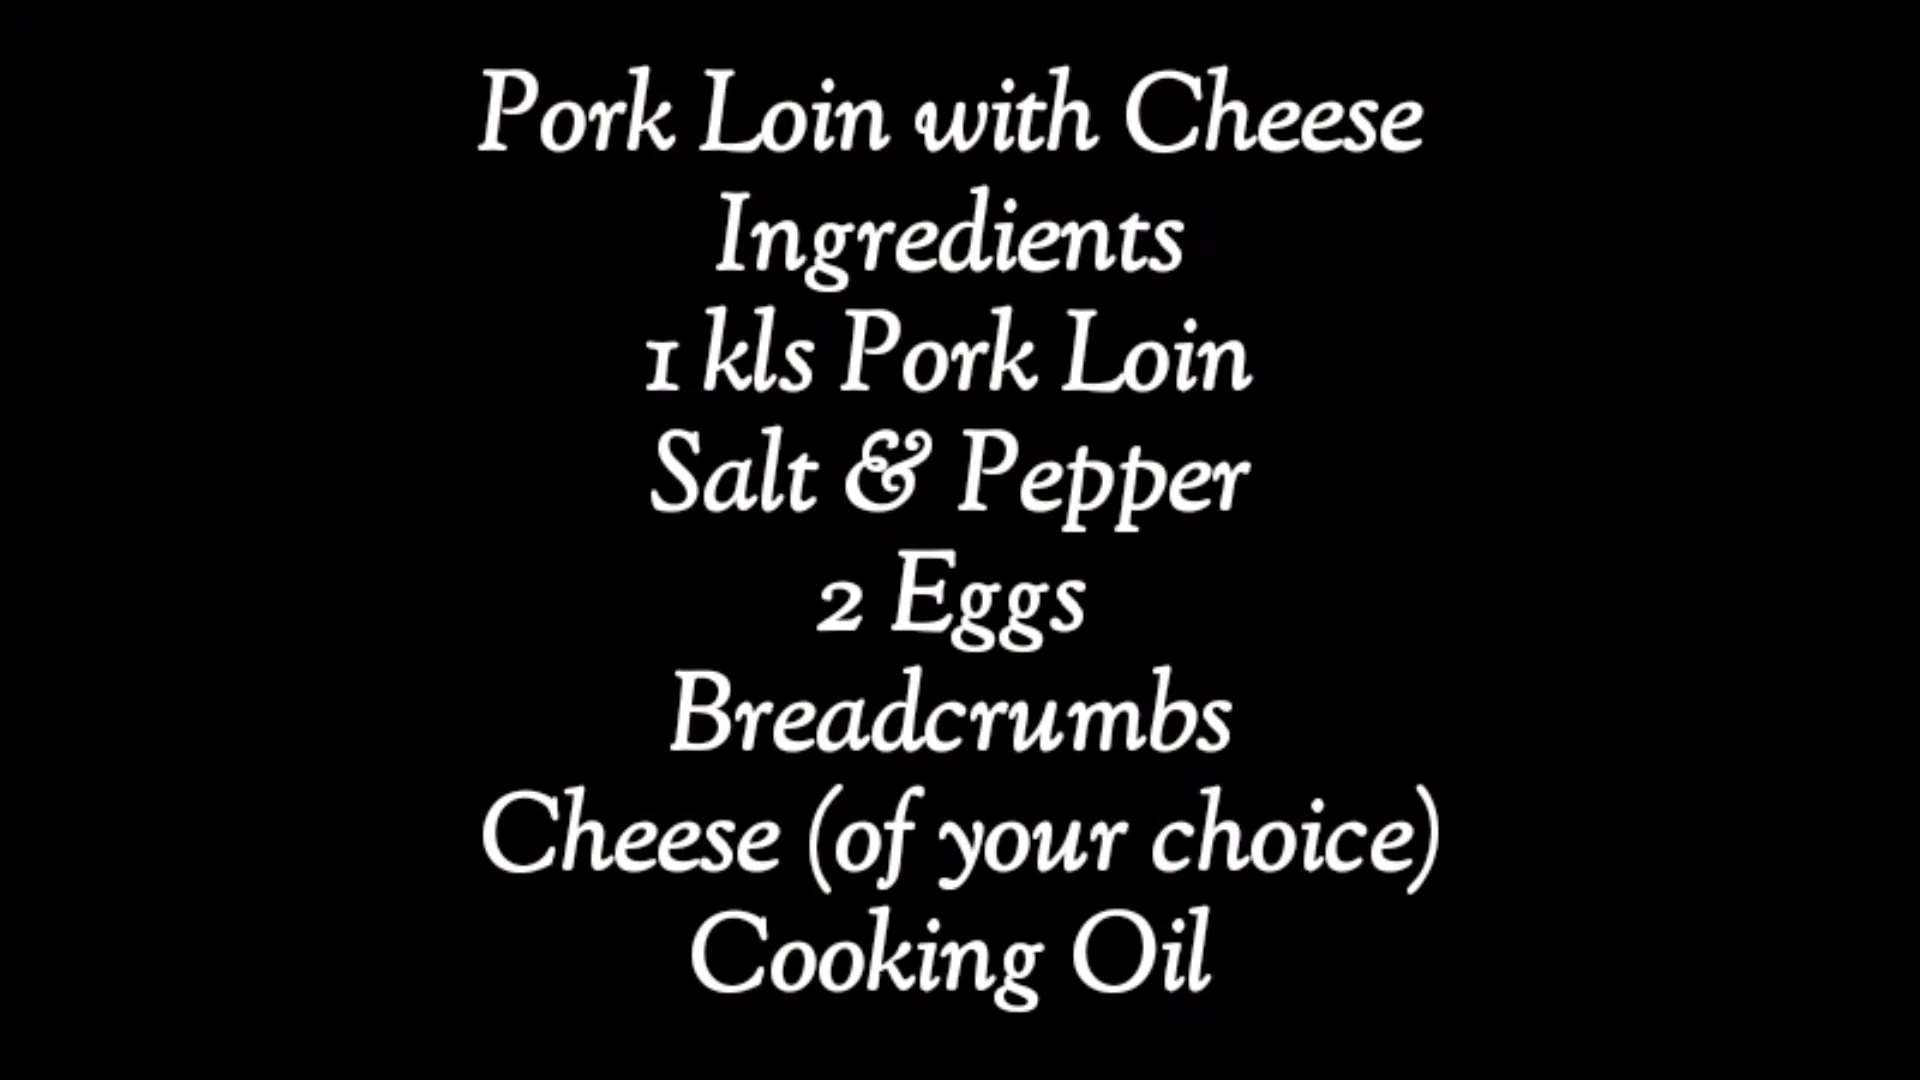 Pork Loin with Cheese
Ingredients
1 kls Pork Loin
Salt & Pepper
2 Eggs
Breadcrumbs
Cheese (of your choice)
Cooking Oil